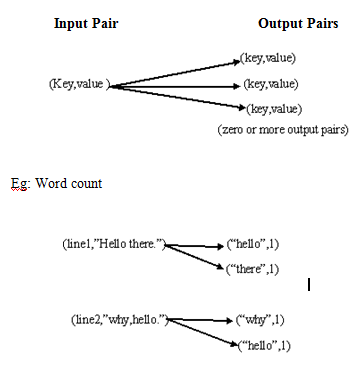 Input Pair Output Pairs
(key,value)
(Key,value ) (key,value)
(key,value)
(zero or more output pairs)
Eg: Word count
(line1,"Hello there.") ("hello",1)
("there",1)
(line2,"why,hello.") ("why",1)
("hello",1)